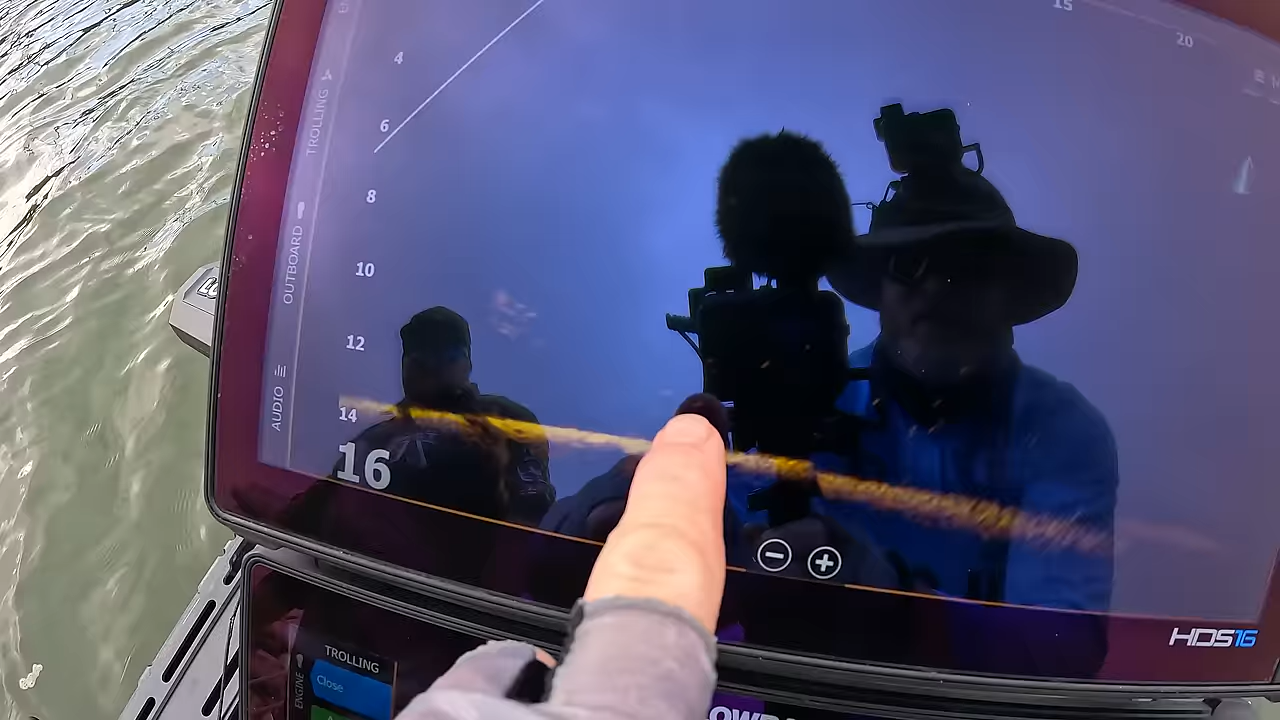 15
20
4
6
8
10
12
14
16
TROLLING
OUTBOARD
AUDIO
HDS16
TROLLING
Close
ENGINE